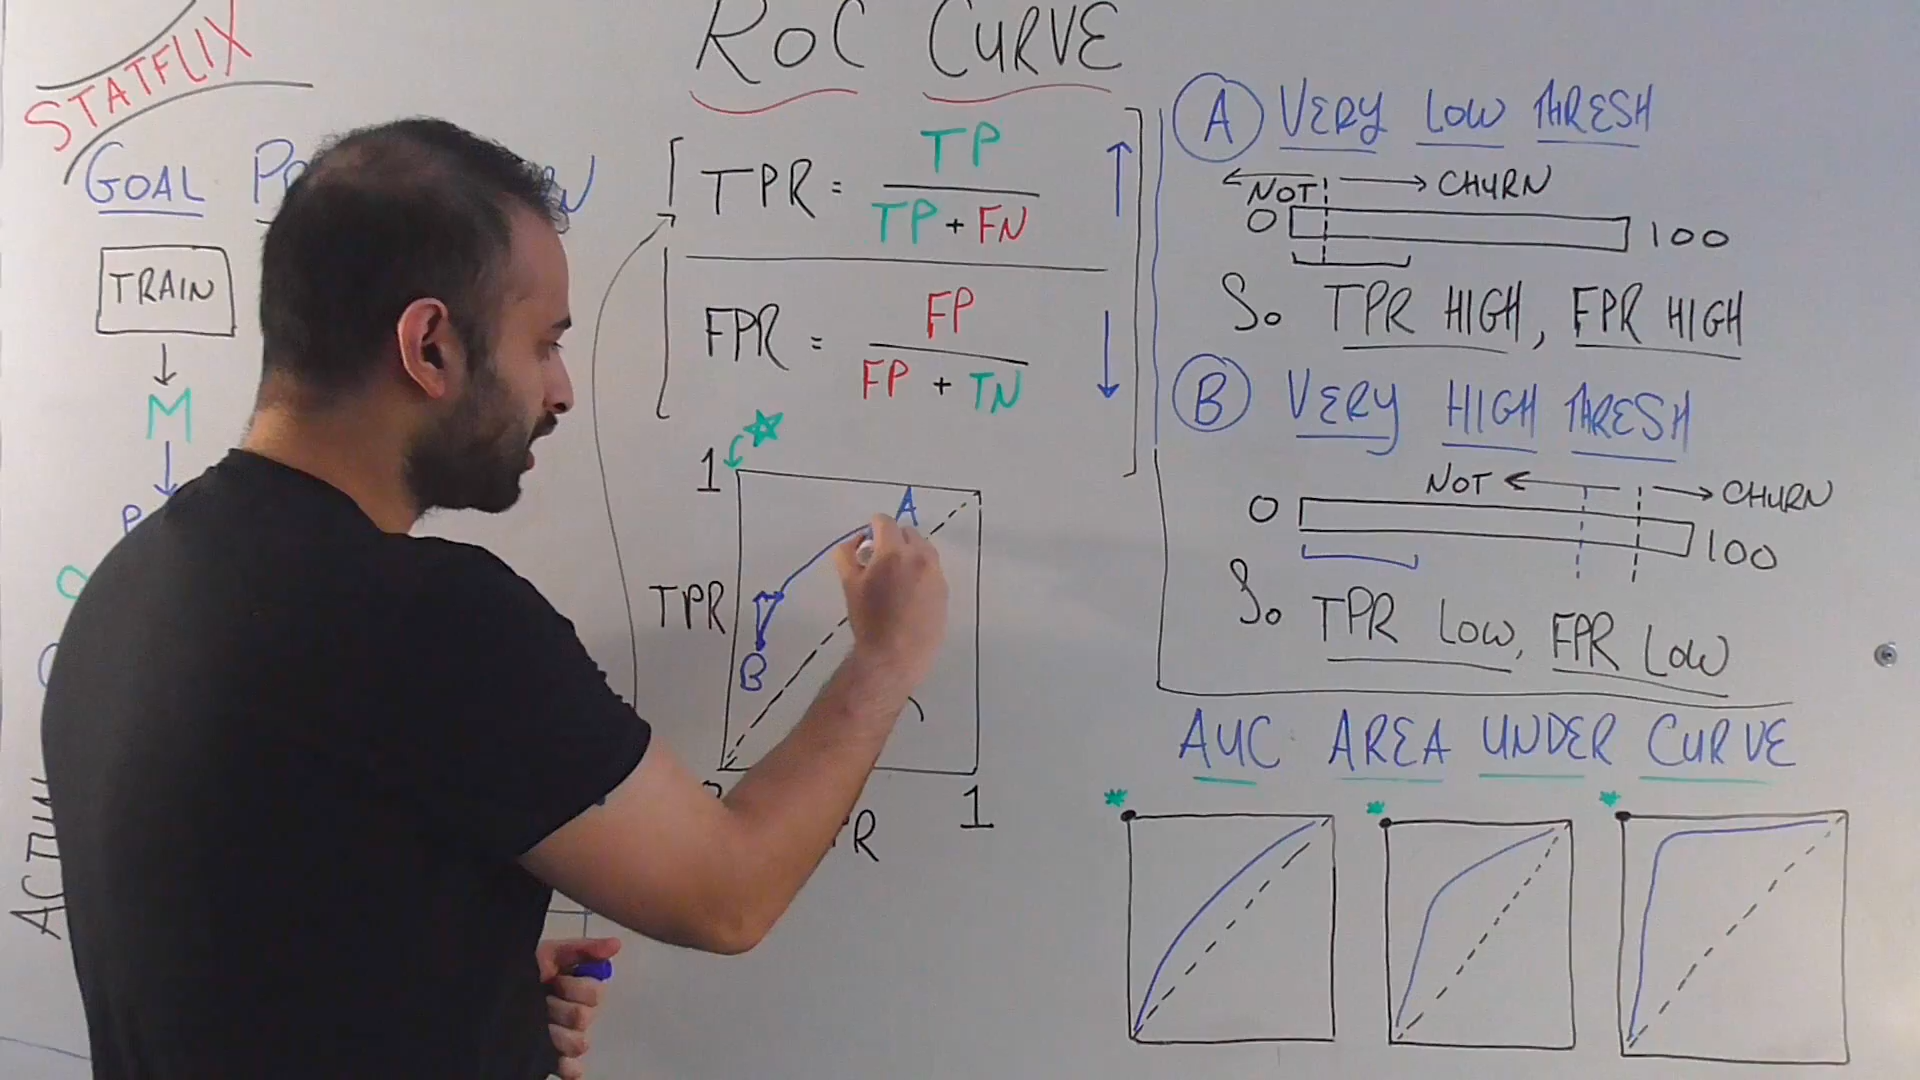 RoC CURVE
STATFLIX
GOAL
TRAIN
M
TPR = TP
TP + FN
FPR = FP
FP + TN
1
A
TPR
B
1
A VERY LOW THRESH
NOT CHURN
0 100
So TPR HIGH, FPR HIGH
B VERY HIGH THRESH
NOT CHURN
0 100
So TPR LOW, FPR LOW
AUC AREA UNDER CURVE